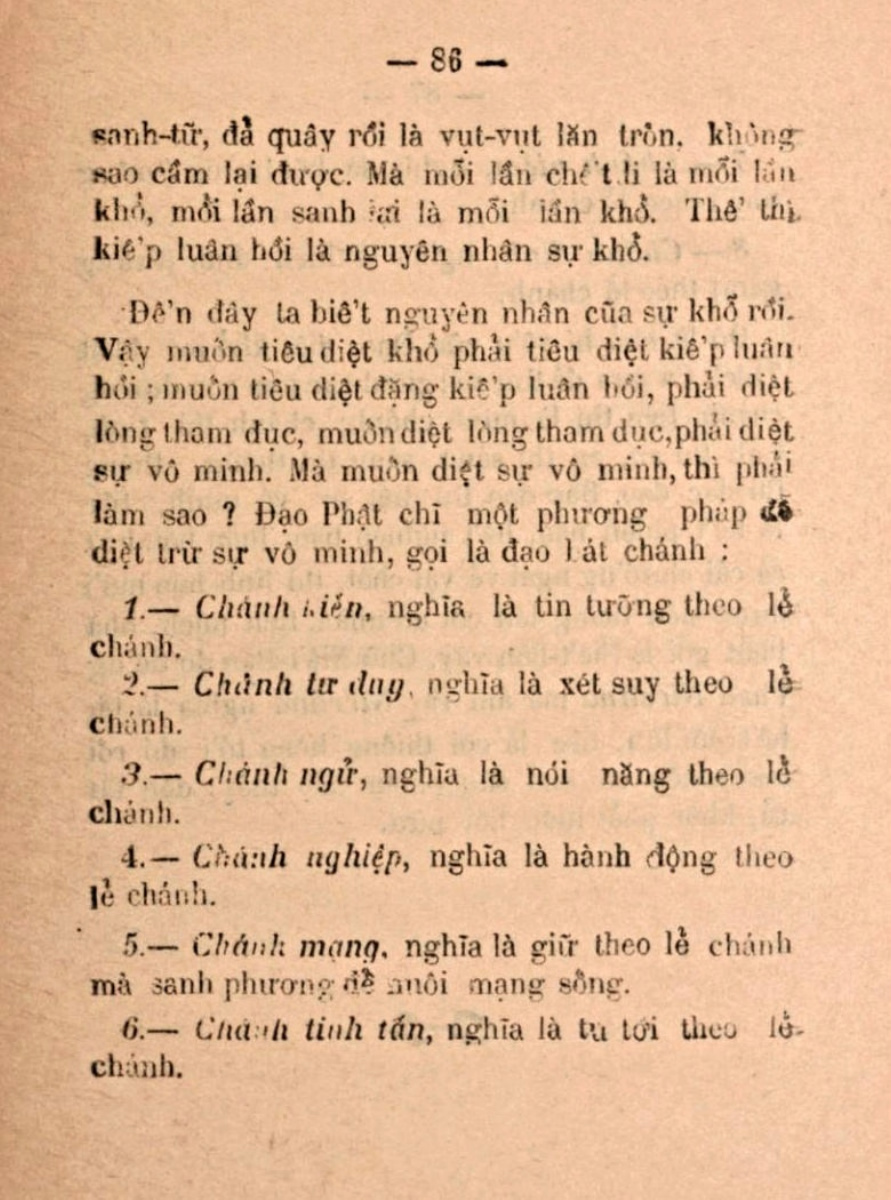 — 86 —
sanh-tử, đã quây rồi là vụt-vụt lăn tròn, không
sao cầm lại được. Mà mỗi lần chết đi là mỗi lần
khổ, mỗi lần sanh lại là mỗi lần khổ. Thế thì
kiếp luân hồi là nguyên nhân sự khổ.
Đến đây ta biết nguyên nhân của sự khổ rồi.
Vậy muốn tiêu diệt khổ phải tiêu diệt kiếp luân
hồi ; muốn tiêu diệt đặng kiếp luân hồi, phải diệt
lòng tham dục, muốn diệt lòng tham dục, phải diệt
sự vô minh. Mà muốn diệt sự vô minh, thì phải
làm sao ? Đạo Phật chỉ một phương pháp để
diệt trừ sự vô minh, gọi là đạo bát chánh :
1.— Chánh kiến, nghĩa là tin tưởng theo lẽ
chánh.
2.— Chánh tư duy, nghĩa là xét suy theo lẽ
chánh.
3.— Chánh ngữ, nghĩa là nói năng theo lẽ
chánh.
4.— Chánh nghiệp, nghĩa là hành động theo
lẽ chánh.
5.— Chánh mạng, nghĩa là giữ theo lẽ chánh
mà sanh phương để nuôi mạng sống.
6.— Chánh tinh tấn, nghĩa là tu tới theo lẽ
chánh.